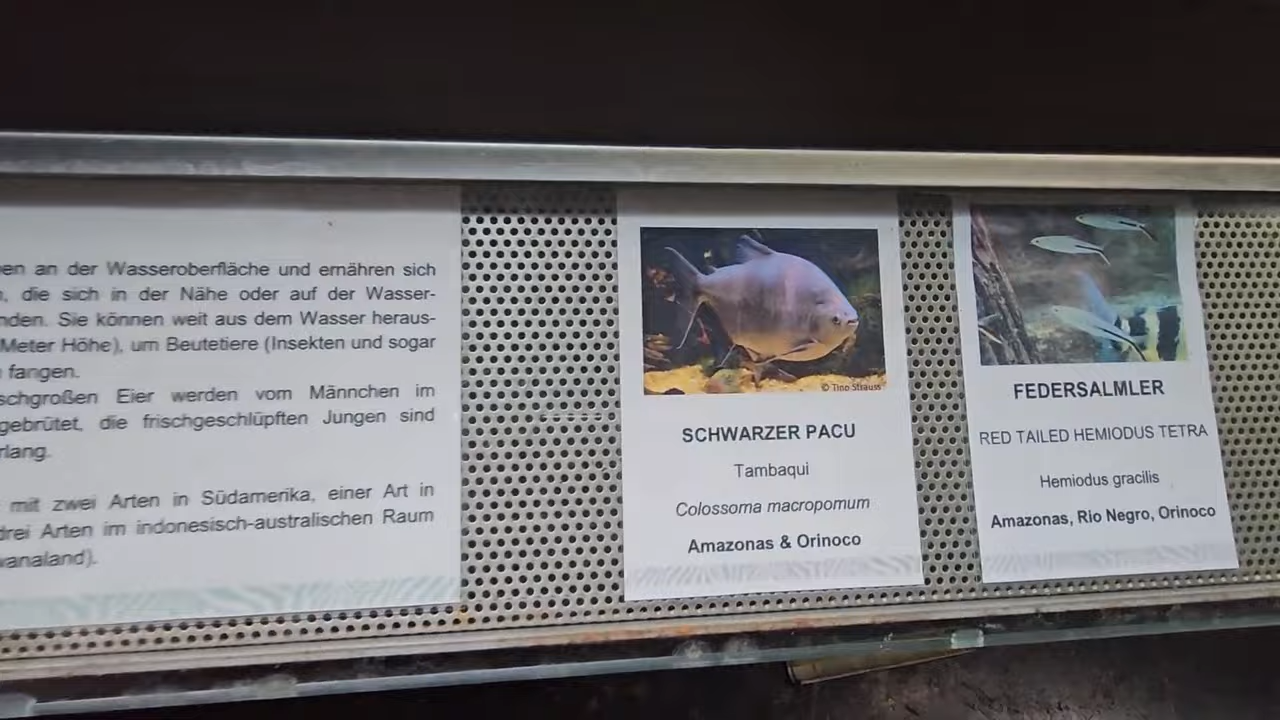 en an der Wasseroberfläche und ernähren sich
, die sich in der Nähe oder auf der Wasser-
nden. Sie können weit aus dem Wasser heraus-
Meter Höhe), um Beutetiere (Insekten und sogar
fangen.
schgroßen Eier werden vom Männchen im
gebrütet, die frischgeschlüpften Jungen sind
rlang.
mit zwei Arten in Südamerika, einer Art in
drei Arten im indonesisch-australischen Raum
wanaland).
© Tino Strauss
SCHWARZER PACU
Tambaqui
Colossoma macropomum
Amazonas & Orinoco
FEDERSALMLER
RED TAILED HEMIODUS TETRA
Hemiodus gracilis
Amazonas, Rio Negro, Orinoco